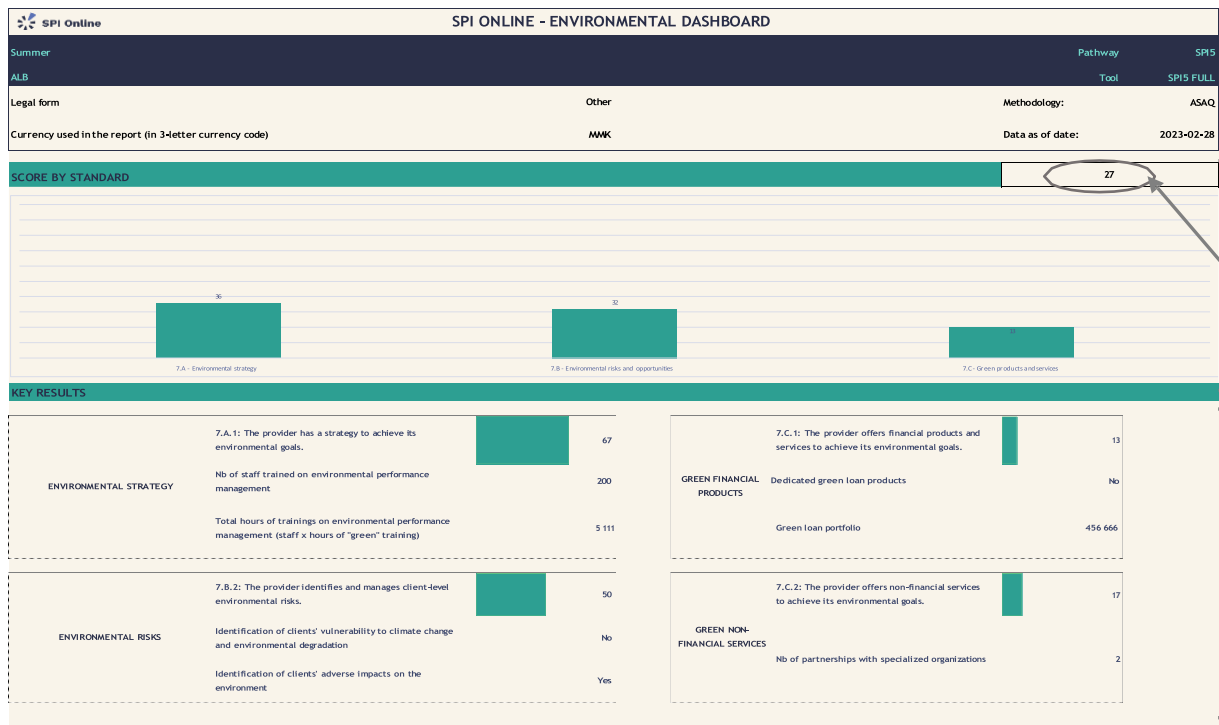 SPI Online
SPI ONLINE - ENVIRONMENTAL DASHBOARD
Summer
Pathway
SPI5
ALB
Tool
SPI5 FULL
Legal form
Other
Methodology:
ASAQ
Currency used in the report (in 3-letter currency code)
MMK
Data as of date:
2023-02-28
SCORE BY STANDARD
27
36
32
7.A - Environmental strategy
7.B - Environmental risks and opportunities
7.C - Green products and services
KEY RESULTS
ENVIRONMENTAL STRATEGY
7.A.1: The provider has a strategy to achieve its
environmental goals.
67
Nb of staff trained on environmental performance
management
200
Total hours of trainings on environmental performance
management (staff x hours of "green" training)
5 111
GREEN FINANCIAL
PRODUCTS
7.C.1: The provider offers financial products and
services to achieve its environmental goals.
13
Dedicated green loan products
No
Green loan portfolio
456 666
ENVIRONMENTAL RISKS
7.B.2: The provider identifies and manages client-level
environmental risks.
50
Identification of clients' vulnerability to climate change
and environmental degradation
No
Identification of clients' adverse impacts on the
environment
Yes
GREEN NON-
FINANCIAL SERVICES
7.C.2: The provider offers non-financial services
to achieve its environmental goals.
17
Nb of partnerships with specialized organizations
2